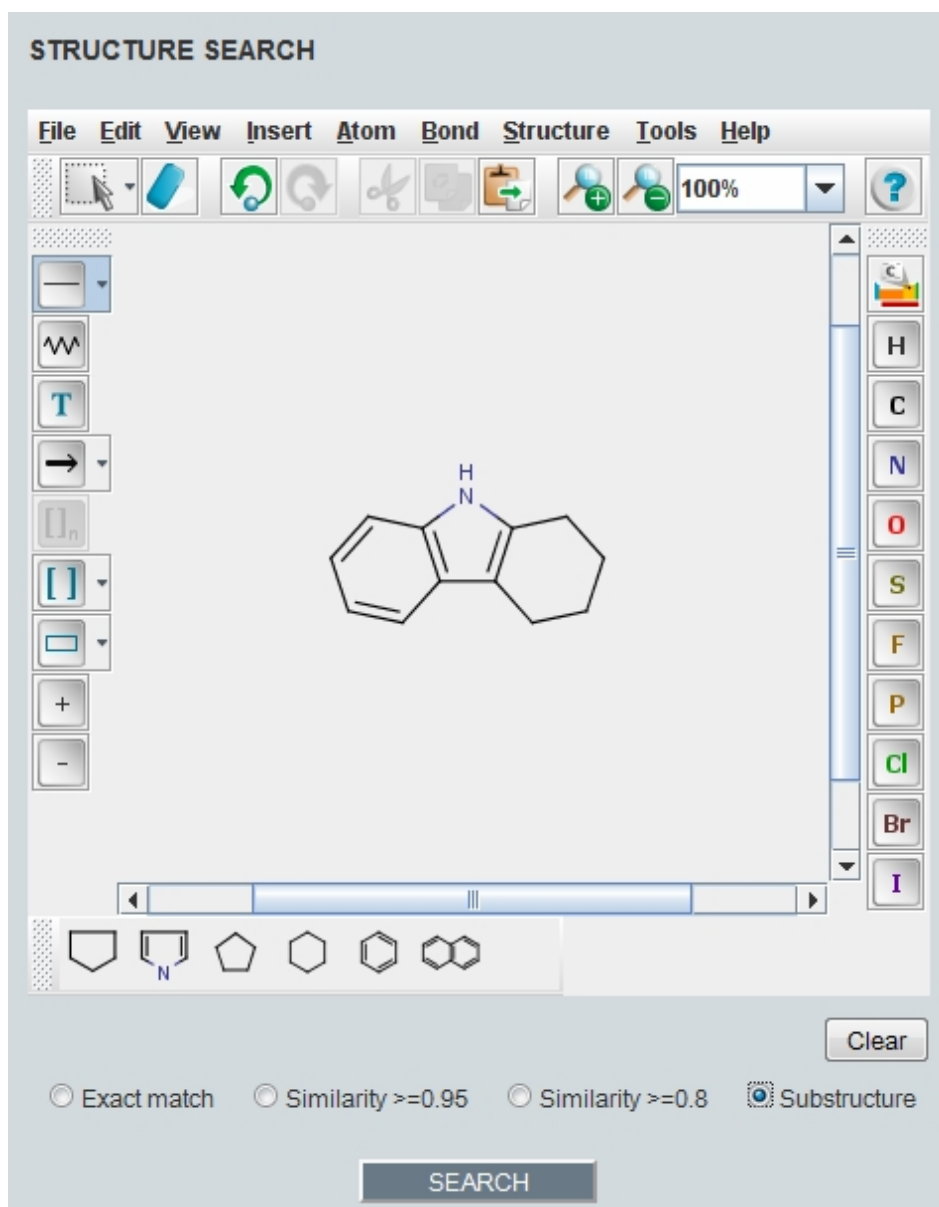 STRUCTURE SEARCH
File Edit View Insert Atom Bond Structure Tools Help
100% ?
C
H
C
T
N
H
N
[ ]n
O
[ ]
S
F
+
P
-
Cl
Br
I
N
Clear
Exact match Similarity >=0.95 Similarity >=0.8 Substructure
SEARCH